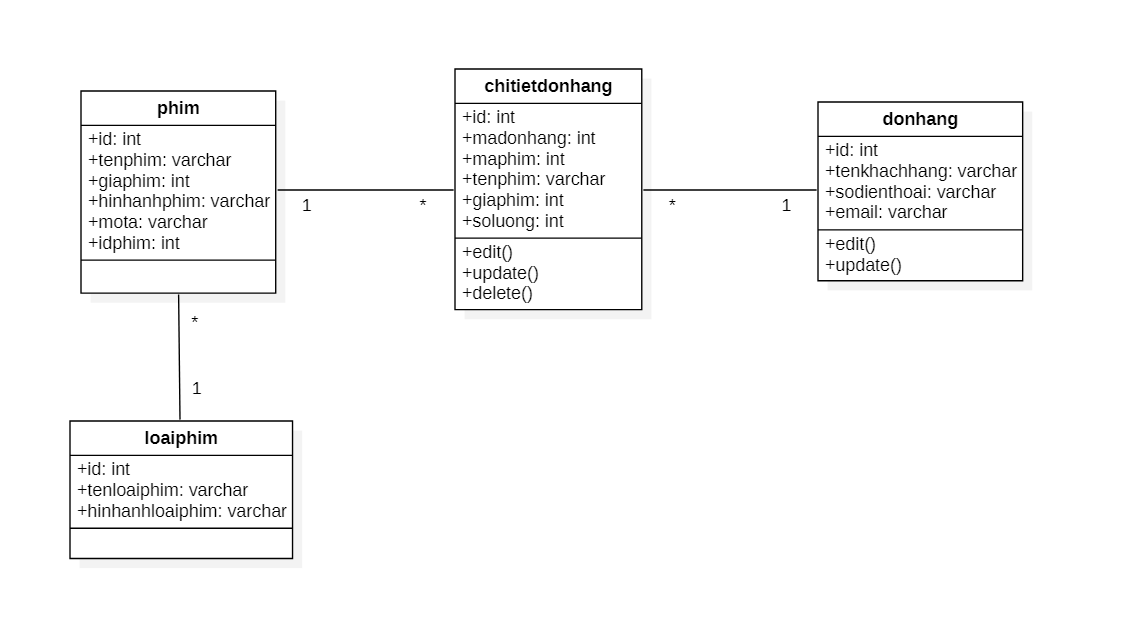 phim
+id: int
+tenphim: varchar
+giaphim: int
+hinhanhphim: varchar
+mota: varchar
+idphim: int
1
*
chitietdonhang
+id: int
+madonhang: int
+maphim: int
+tenphim: varchar
+giaphim: int
+soluong: int
+edit()
+update()
+delete()
*
1
donhang
+id: int
+tenkhachhang: varchar
+sodienthoai: varchar
+email: varchar
+edit()
+update()
*
1
loaiphim
+id: int
+tenloaiphim: varchar
+hinhanhloaiphim: varchar